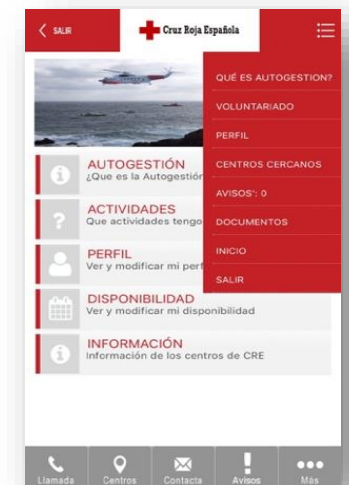 SALIR
Cruz Roja Española
QUÉ ES AUTOGESTION?
VOLUNTARIADO
PERFIL
CENTROS CERCANOS
AVISOS': 0
DOCUMENTOS
INICIO
SALIR
AUTOGESTIÓN
¿Que es la Autogestión
ACTIVIDADES
Que actividades tengo
PERFIL
Ver y modificar mi perf
DISPONIBILIDAD
Ver y modificar mi disponibilidad
INFORMACIÓN
Información de los centros de CRE
Llamada Centros Contacta Avisos Más